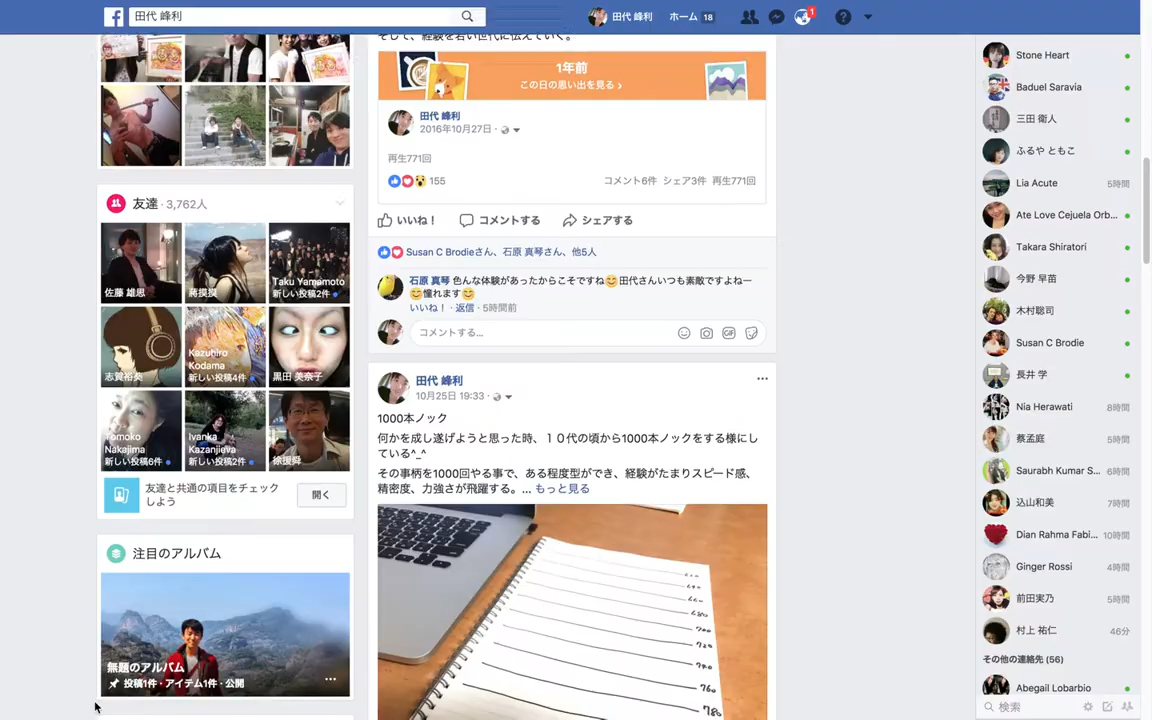 田代 峰利
田代 峰利
ホーム 18
1
そして、経験を若い世代に伝えていく。
1年前
この日の思い出を見る ›
田代 峰利
2016年10月27日 ·
再生771回
155
コメント6件 シェア3件 再生771回
いいね！ コメントする シェアする
Susan C Brodieさん、石原 真琴さん、他5人
石原 真琴 色んな体験があったからこそですね😊田代さんいつも素敵ですよねー
😊憧れます😊
いいね！ · 返信 · 5時間前
コメントする...
GIF
田代 峰利
10月25日 19:33 ·
1000本ノック
何かを成し遂げようと思った時、１０代の頃から1000本ノックをする様にし
ている^_^
その事柄を1000回やる事で、ある程度型ができ、経験がたまりスピード感、
精密度、力強さが飛躍する。... もっと見る
700
720
740
760
780
友達 · 3,762人
佐藤 雄思
蔣摸摸
Taku Yamamoto
新しい投稿2件
志賀裕美
Kazuhiro
Kodama
新しい投稿4件
黒田 美奈子
Tomoko
Nakajima
新しい投稿6件
Ivanka
Kazanjieva
新しい投稿2件
徐援舜
友達と共通の項目をチェック
しよう
開く
注目のアルバム
無題のアルバム
投稿1件 · アイテム1件 · 公開
Stone Heart
Baduel Saravia
三田 衛人
ふるや ともこ
Lia Acute 5時間
Ate Love Cejuela Orb...
Takara Shiratori
今野 早苗
木村聡司
Susan C Brodie
長井 学
Nia Herawati 8時間
蔡孟庭 5時間
Saurabh Kumar S... 6時間
込山和美 7時間
Dian Rahma Fabi... 10時間
Ginger Rossi 4時間
前田実乃 5時間
村上 祐仁 46分
その他の連絡先 (56)
Abegail Lobarbio
検索